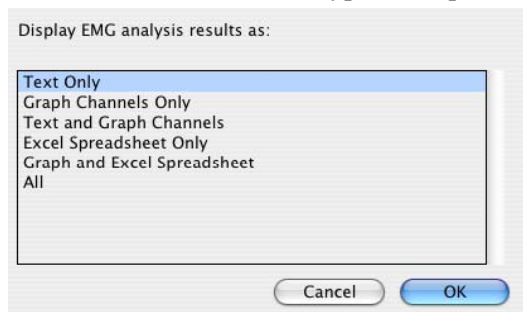 Display EMG analysis results as:
Text Only
Graph Channels Only
Text and Graph Channels
Excel Spreadsheet Only
Graph and Excel Spreadsheet
All
Cancel
OK